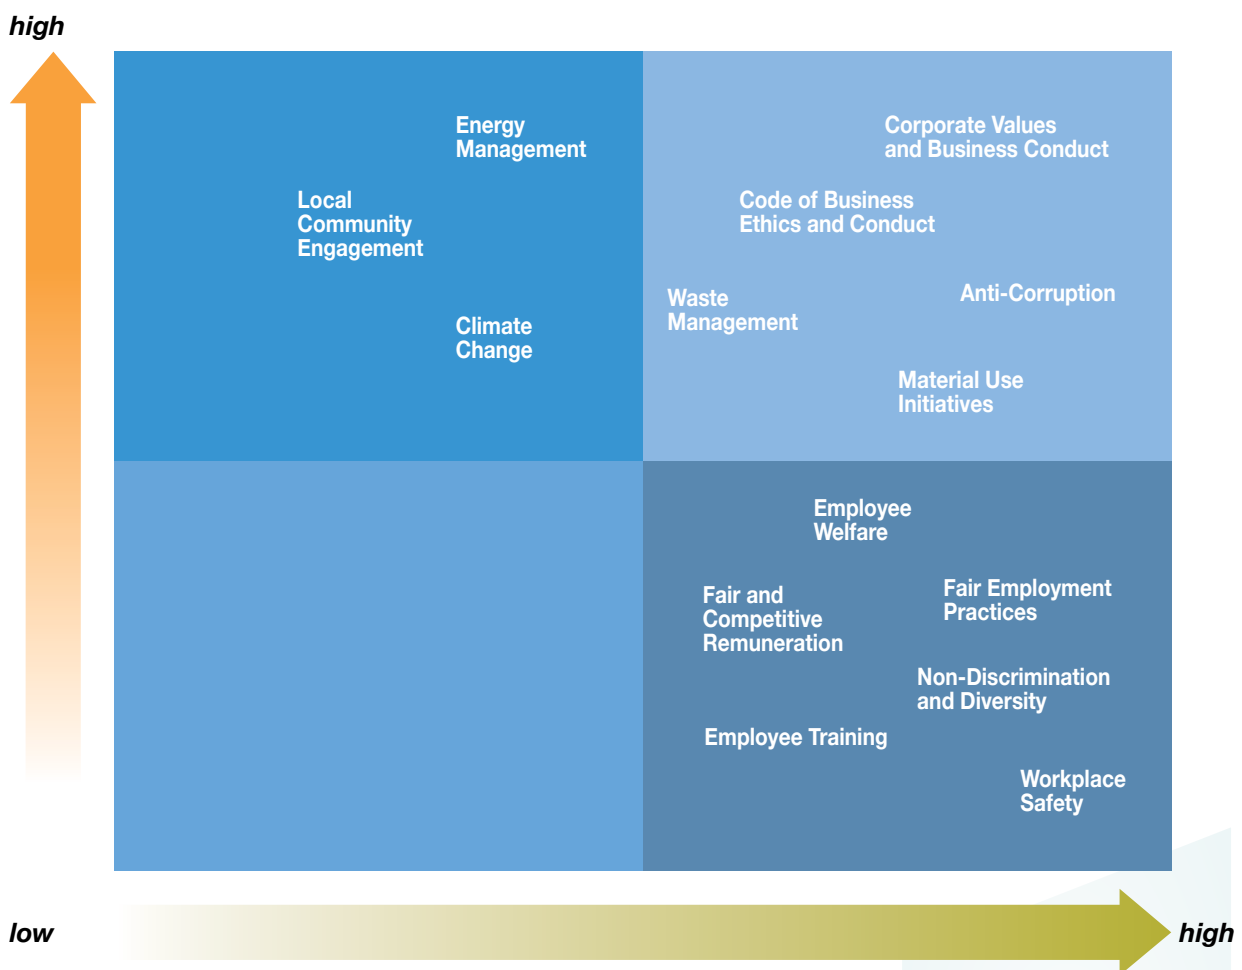 high
Energy
Management
Corporate Values
and Business Conduct
Local
Community
Engagement
Code of Business
Ethics and Conduct
Waste
Management
Anti-Corruption
Climate
Change
Material Use
Initiatives
Employee
Welfare
Fair and
Competitive
Remuneration
Fair Employment
Practices
Non-Discrimination
and Diversity
Employee Training
Workplace
Safety
low
high